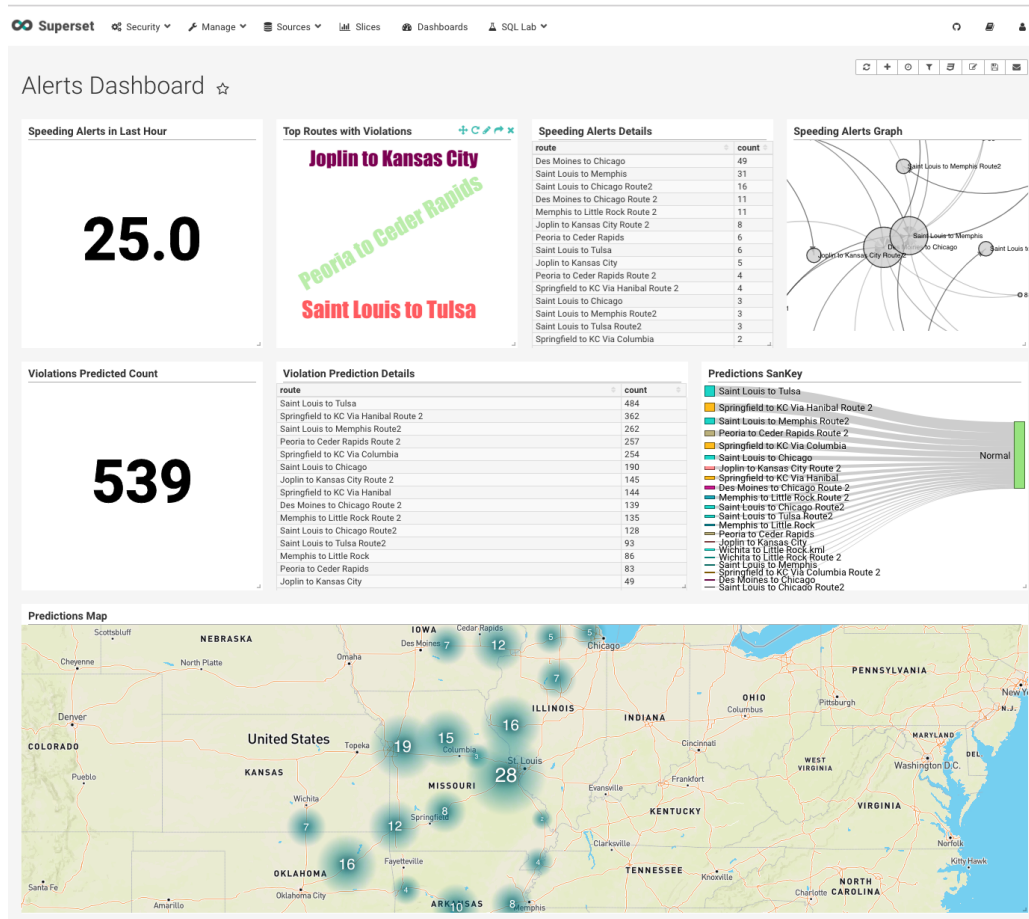 Superset Security Manage Sources Slices Dashboards SQL Lab
Alerts Dashboard
Speeding Alerts in Last Hour
25.0
Top Routes with Violations
Joplin to Kansas City
Peoria to Ceder Rapids
Saint Louis to Tulsa
Speeding Alerts Details
route count
Des Moines to Chicago 49
Saint Louis to Memphis 31
Saint Louis to Chicago Route2 16
Des Moines to Chicago Route 2 11
Memphis to Little Rock Route 2 11
Joplin to Kansas City Route 2 8
Peoria to Ceder Rapids 6
Saint Louis to Tulsa 6
Joplin to Kansas City 5
Peoria to Ceder Rapids Route 2 4
Springfield to KC Via Hanibal Route 2 4
Saint Louis to Chicago 3
Saint Louis to Memphis Route2 3
Saint Louis to Tulsa Route2 3
Springfield to KC Via Columbia 2
Speeding Alerts Graph
Saint Louis to Memphis Route2
Saint Louis to Memphis
Des Moines to Chicago
Saint Louis t
Joplin to Kansas City Route 2
8
Violations Predicted Count
539
Violation Prediction Details
route count
Saint Louis to Tulsa 484
Springfield to KC Via Hanibal Route 2 362
Saint Louis to Memphis Route2 262
Peoria to Ceder Rapids Route 2 257
Springfield to KC Via Columbia 254
Saint Louis to Chicago 190
Joplin to Kansas City Route 2 145
Springfield to KC Via Hanibal 144
Des Moines to Chicago Route 2 139
Memphis to Little Rock Route 2 135
Saint Louis to Chicago Route2 128
Saint Louis to Tulsa Route2 93
Memphis to Little Rock 86
Peoria to Ceder Rapids 83
Joplin to Kansas City 49
Predictions SanKey
Saint Louis to Tulsa
Springfield to KC Via Hanibal Route 2
Saint Louis to Memphis Route2
Peoria to Ceder Rapids Route 2
Springfield to KC Via Columbia
Saint Louis to Chicago
Normal
Joplin to Kansas City Route 2
Springfield to KC Via Hanibal
Des Moines to Chicago Route 2
Memphis to Little Rock Route 2
Saint Louis to Chicago Route2
Saint Louis to Tulsa Route2
Memphis to Little Rock
Peoria to Ceder Rapids
Joplin to Kansas City
Wichita to Little Rock.kml
Wichita to Little Rock Route 2
Saint Louis to Memphis
Springfield to KC Via Columbia Route 2
Des Moines to Chicago
Saint Louis to Chicago Route2
Predictions Map
Scottsbluff
NEBRASKA
IOWA
Cedar Rapids
Des Moines
7
12
5
5
Chicago
Cheyenne
North Platte
Omaha
7
PENNSYLVANIA
Pittsburgh
New Y
N.J.
OHIO
Columbus
Denver
COLORADO
United States
Topeka
19
15
Columbia
3
16
ILLINOIS
INDIANA
St. Louis
28
Cincinnati
MARYLAND
DEL
WEST
VIRGINIA
Washington D.C.
KANSAS
Pueblo
MISSOURI
Evansville
Frankfort
KENTUCKY
VIRGINIA
Wichita
7
12
Springfield
8
2
Clarksville
Norfolk
Kitty Hawk
16
Fayetteville
4
TENNESSEE
Knoxville
OKLAHOMA
Oklahoma City
Santa Fe
Amarillo
4
ARKANSAS
10
8
Memphis
NORTH
Charlotte CAROLINA